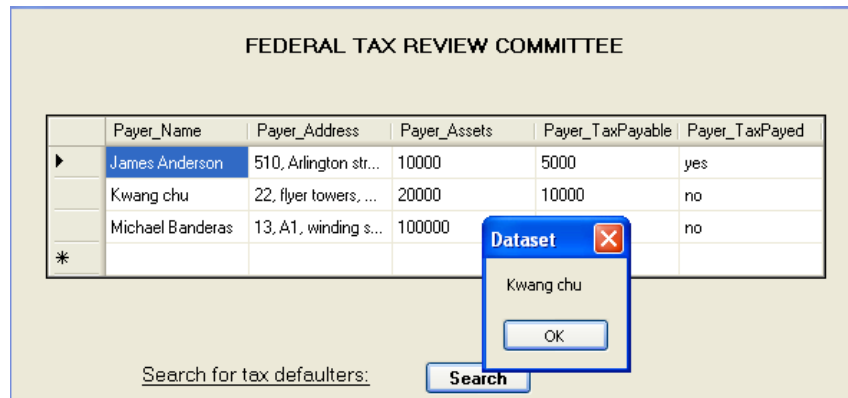 FEDERAL TAX REVIEW COMMITTEE
Payer_Name Payer_Address Payer_Assets Payer_TaxPayable Payer_TaxPayed
James Anderson 510, Arlington str... 10000 5000 yes
Kwang chu 22, flyer towers, ... 20000 10000 no
Michael Banderas 13, A1, winding s... 100000 no
Dataset
Kwang chu
OK
Search for tax defaulters: Search